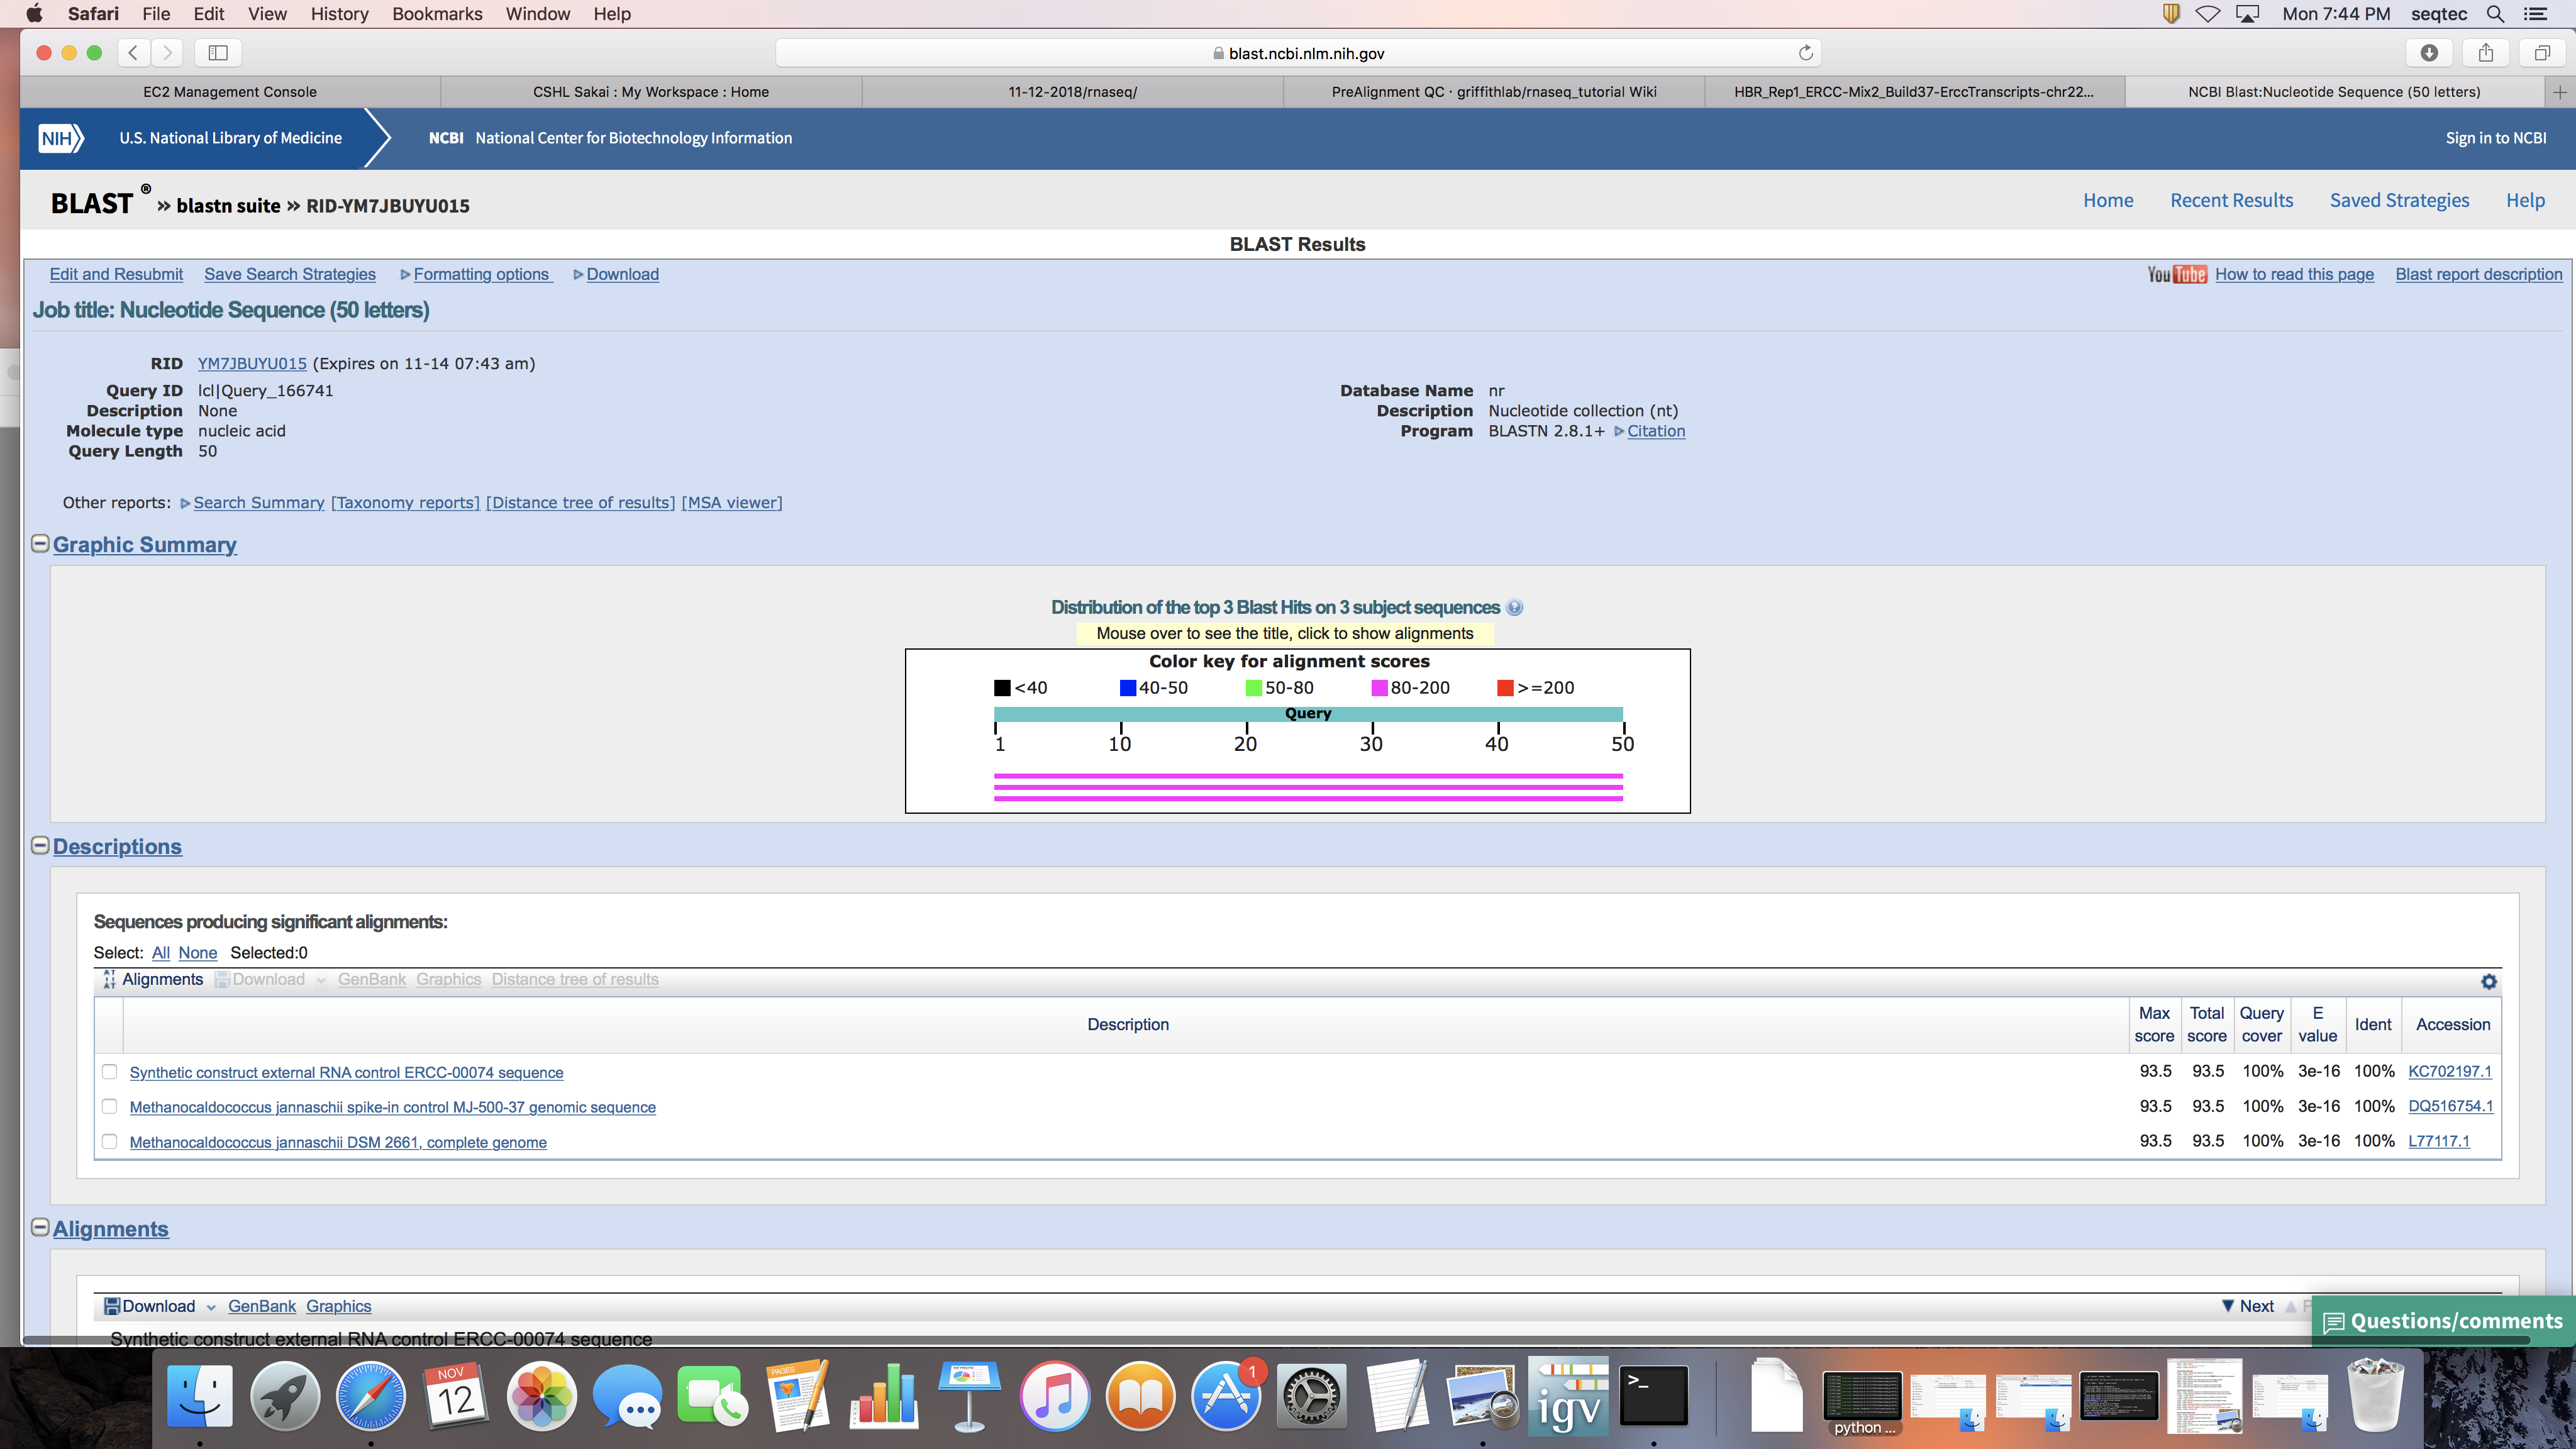 Safari File Edit View History Bookmarks Window Help Mon 7:44 PM seqtec
blast.ncbi.nlm.nih.gov
EC2 Management Console CSHL Sakai : My Workspace : Home 11-12-2018/rnaseq/ PreAlignment QC · griffithlab/rnaseq_tutorial Wiki HBR_Rep1_ERCC-Mix2_Build37-ErccTranscripts-chr22... NCBI Blast:Nucleotide Sequence (50 letters)
NIH U.S. National Library of Medicine NCBI National Center for Biotechnology Information Sign in to NCBI
BLAST ® » blastn suite » RID-YM7JBUYU015 Home Recent Results Saved Strategies Help
BLAST Results
Edit and Resubmit Save Search Strategies Formatting options Download YouTube How to read this page Blast report description
Job title: Nucleotide Sequence (50 letters)
RID YM7JBUYU015 (Expires on 11-14 07:43 am)
Query ID lcl|Query_166741 Database Name nr
Description None Description Nucleotide collection (nt)
Molecule type nucleic acid Program BLASTN 2.8.1+ Citation
Query Length 50
Other reports: Search Summary [Taxonomy reports] [Distance tree of results] [MSA viewer]
Graphic Summary
Distribution of the top 3 Blast Hits on 3 subject sequences
Mouse over to see the title, click to show alignments
Color key for alignment scores
<40 40-50 50-80 80-200 >=200
Query
1 10 20 30 40 50
Descriptions
Sequences producing significant alignments:
Select: All None Selected:0
Alignments Download GenBank Graphics Distance tree of results
Description Max score Total score Query cover E value Ident Accession
Synthetic construct external RNA control ERCC-00074 sequence 93.5 93.5 100% 3e-16 100% KC702197.1
Methanocaldococcus jannaschii spike-in control MJ-500-37 genomic sequence 93.5 93.5 100% 3e-16 100% DQ516754.1
Methanocaldococcus jannaschii DSM 2661, complete genome 93.5 93.5 100% 3e-16 100% L77117.1
Alignments
Download GenBank Graphics Next P
Questions/comments
Synthetic construct external RNA control ERCC-00074 sequence
NOV
12
PAGES
1
igv
>_
python ...